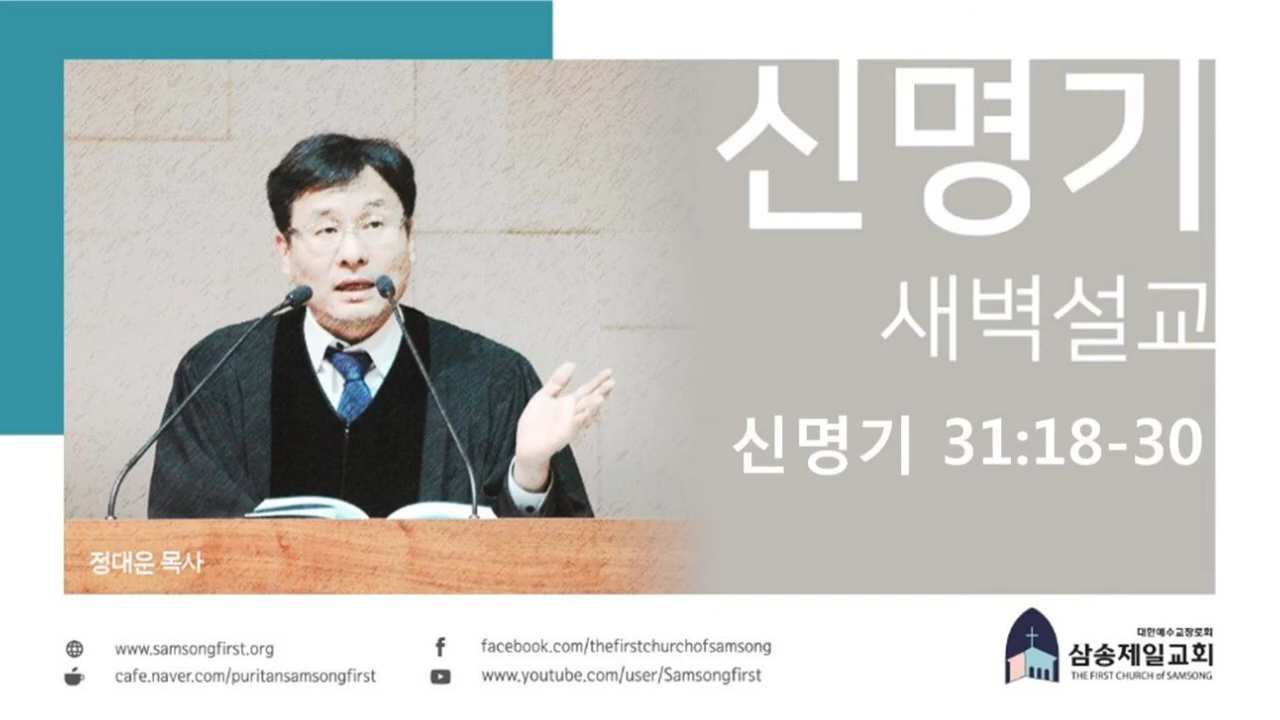 신명기
새벽설교
신명기 31:18-30
정대운 목사
www.samsongfirst.org
cafe.naver.com/puritansamsongfirst
facebook.com/thefirstchurchofsamsong
www.youtube.com/user/Samsongfirst
대한예수교장로회
삼송제일교회
THE FIRST CHURCH of SAMSONG